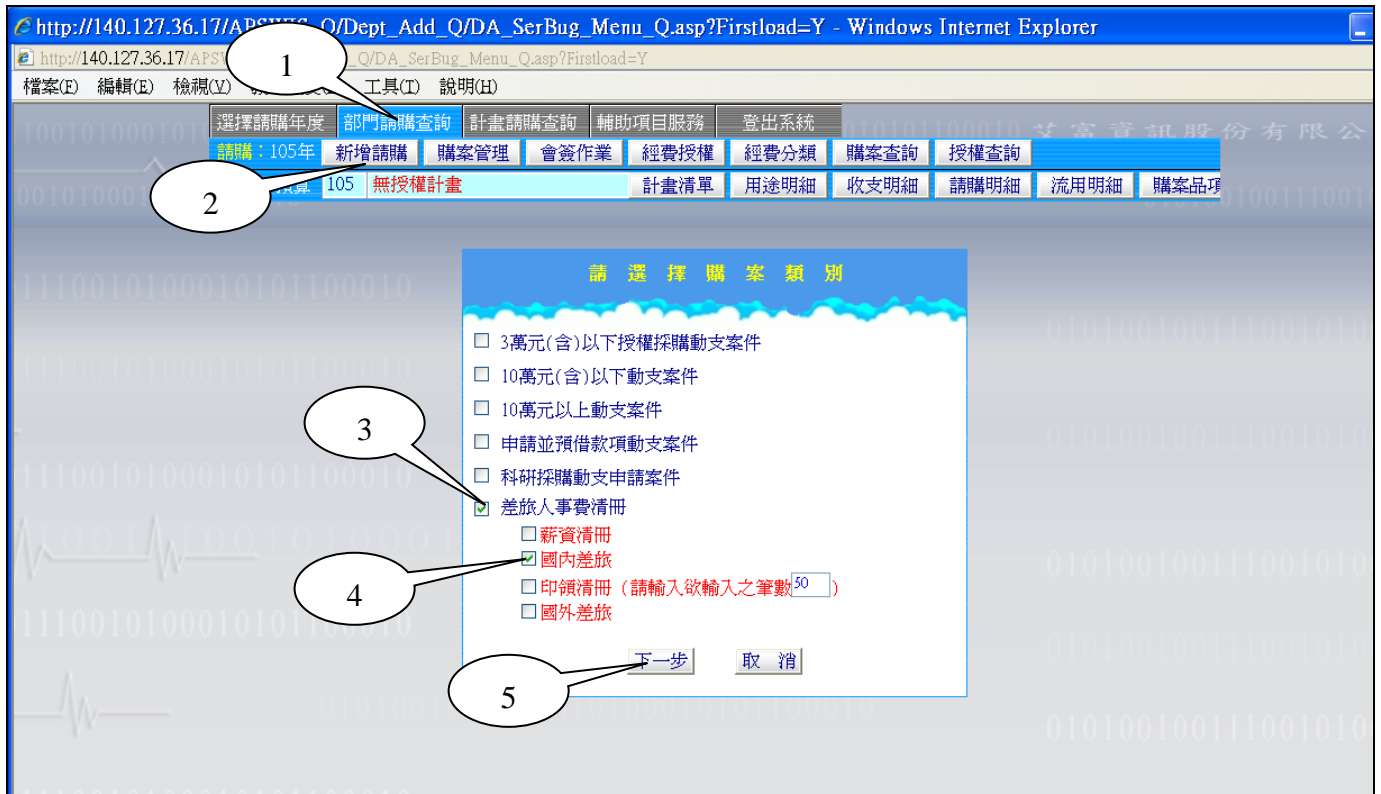 http://140.127.36.17/AP Q/Dept_Add_Q/DA_SerBug_Menu_Q.asp?Firstload=Y - Windows Internet Explorer
http://140.127.36.17/APS Q/DA_SerBug_Menu_Q.asp?Firstload=Y
檔案(F) 編輯(E) 檢視(V) 工具(T) 說明(H)
1
選擇請購年度 部門請購查詢 計畫請購查詢 輔助項目服務 登出系統
艾富資訊股份有限公
請購：105年 新增請購 購案管理 會簽作業 經費授權 經費分類 購案查詢 授權查詢
2
預算 105 無授權計畫 計畫清單 用途明細 收支明細 請購明細 流用明細 購案品項
請選擇購案類別
3萬元(含)以下授權採購動支案件
10萬元(含)以下動支案件
10萬元以上動支案件
3
申請並預借款項動支案件
科研採購動支申請案件
差旅人事費清冊
薪資清冊
國內差旅
4
印領清冊（請輸入欲輸入之筆數50）
國外差旅
下一步 取 消
5